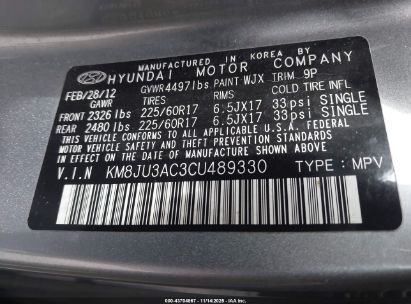 MANUFACTURED IN KOREA BY
HYUNDAI MOTOR COMPANY
FEB/28/12 GVWR 4497lbs PAINT WJX TRIM 9P
GAWR TIRES RIMS COLD TIRE INFL
FRONT 2326 lbs 225/60R17 6.5JX17 33psi SINGLE
REAR 2480 lbs 225/60R17 6.5JX17 33psi SINGLE
THIS VEHICLE CONFORMS TO ALL APPLICABLE
FEDERAL MOTOR VEHICLE SAFETY AND THEFT
PREVENTION STANDARDS IN EFFECT ON THE
DATE OF MANUFACTURE SHOWN ABOVE.
V.I.N KM8JU3AC3CU489330 TYPE : MPV